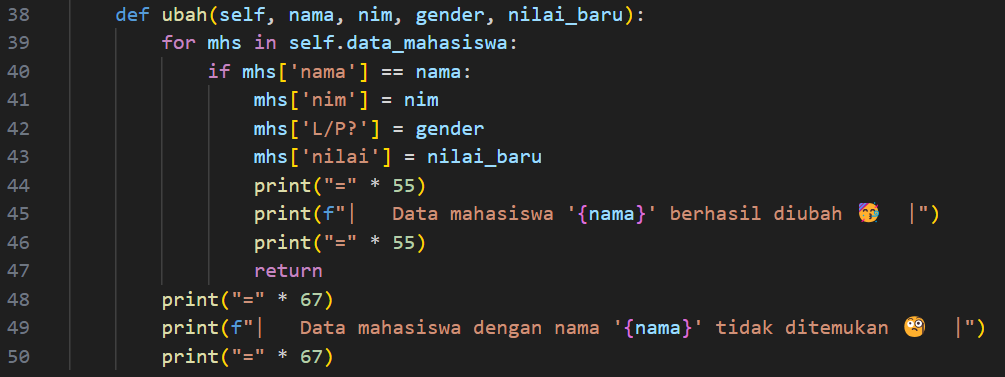 38 def ubah(self, nama, nim, gender, nilai_baru):
39 for mhs in self.data_mahasiswa:
40 if mhs['nama'] == nama:
41 mhs['nim'] = nim
42 mhs['L/P?'] = gender
43 mhs['nilai'] = nilai_baru
44 print("=" * 55)
45 print(f"|   Data mahasiswa '{nama}' berhasil diubah 🥳  |")
46 print("=" * 55)
47 return
48 print("=" * 67)
49 print(f"|   Data mahasiswa dengan nama '{nama}' tidak ditemukan 🧐  |")
50 print("=" * 67)